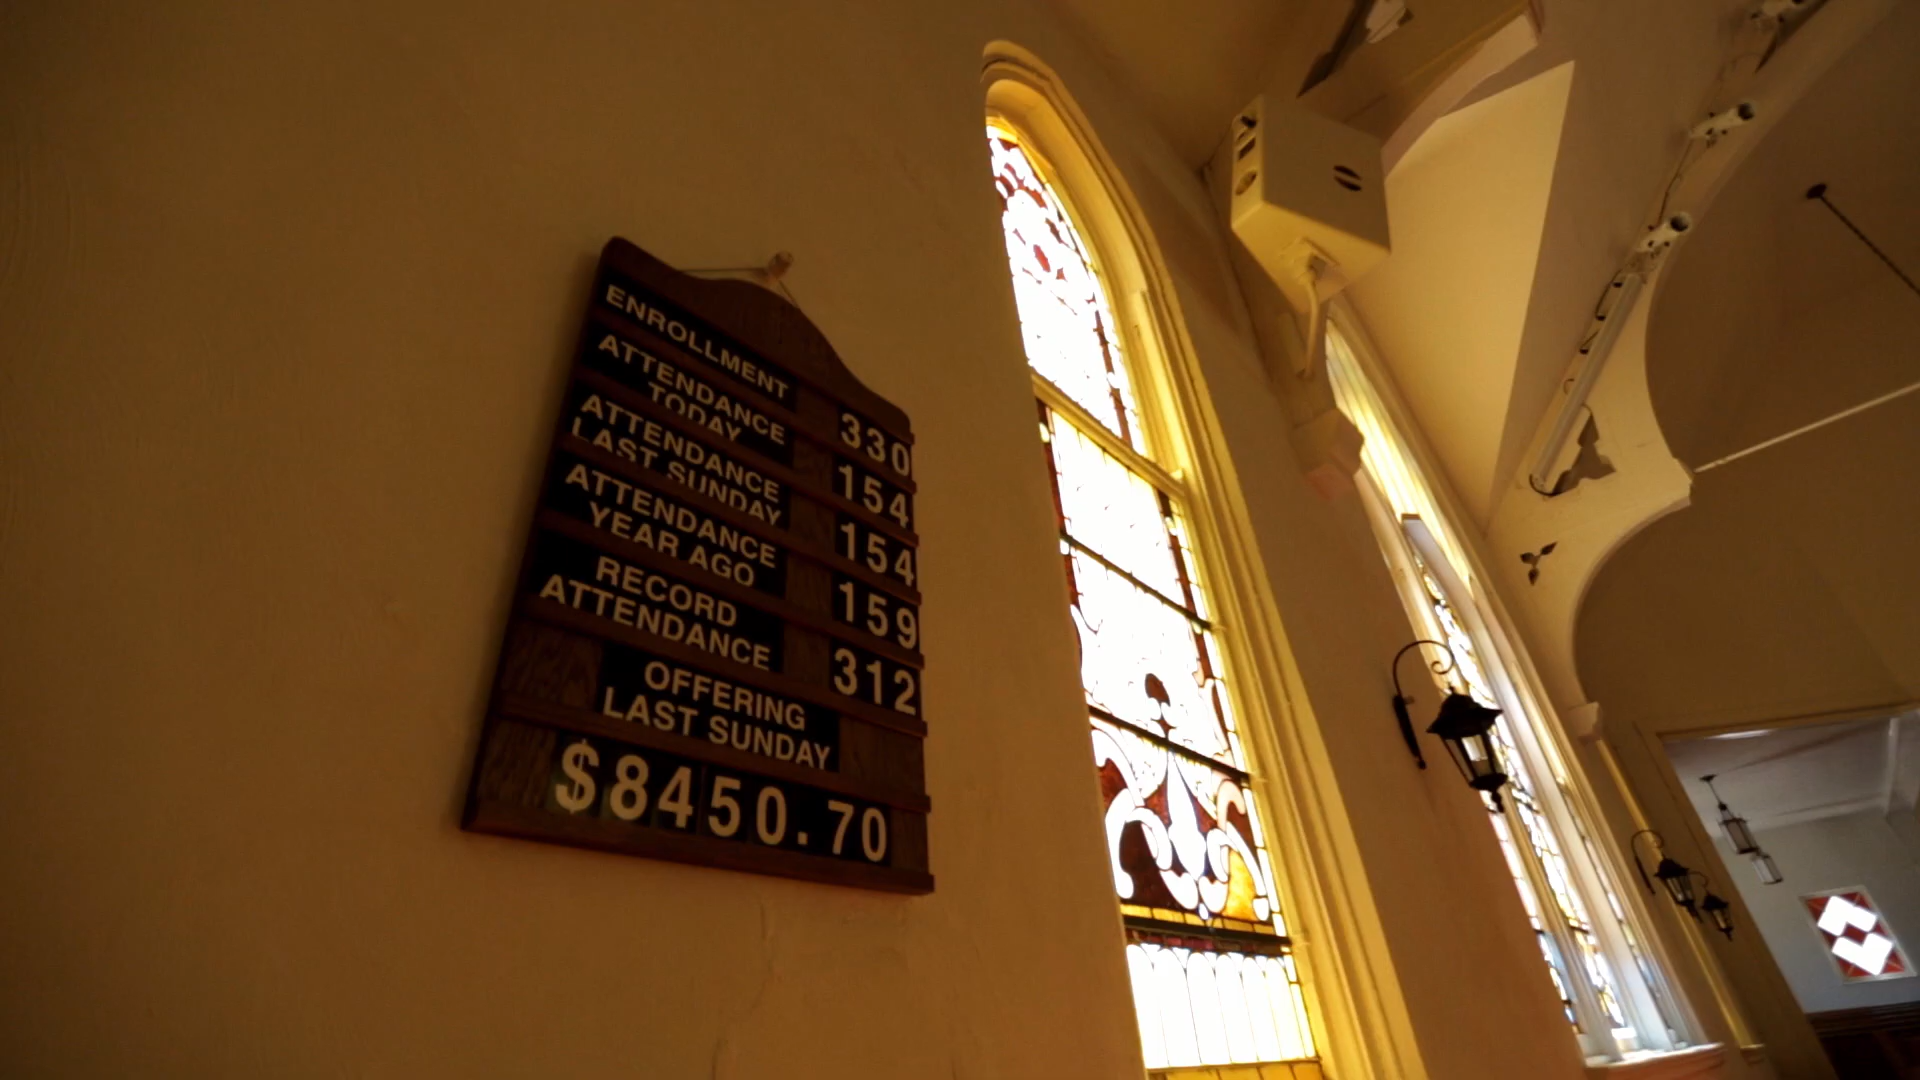 ENROLLMENT 330
ATTENDANCE
TODAY 154
ATTENDANCE
LAST SUNDAY 154
ATTENDANCE
YEAR AGO 159
RECORD
ATTENDANCE 312
OFFERING
LAST SUNDAY
$8450.70